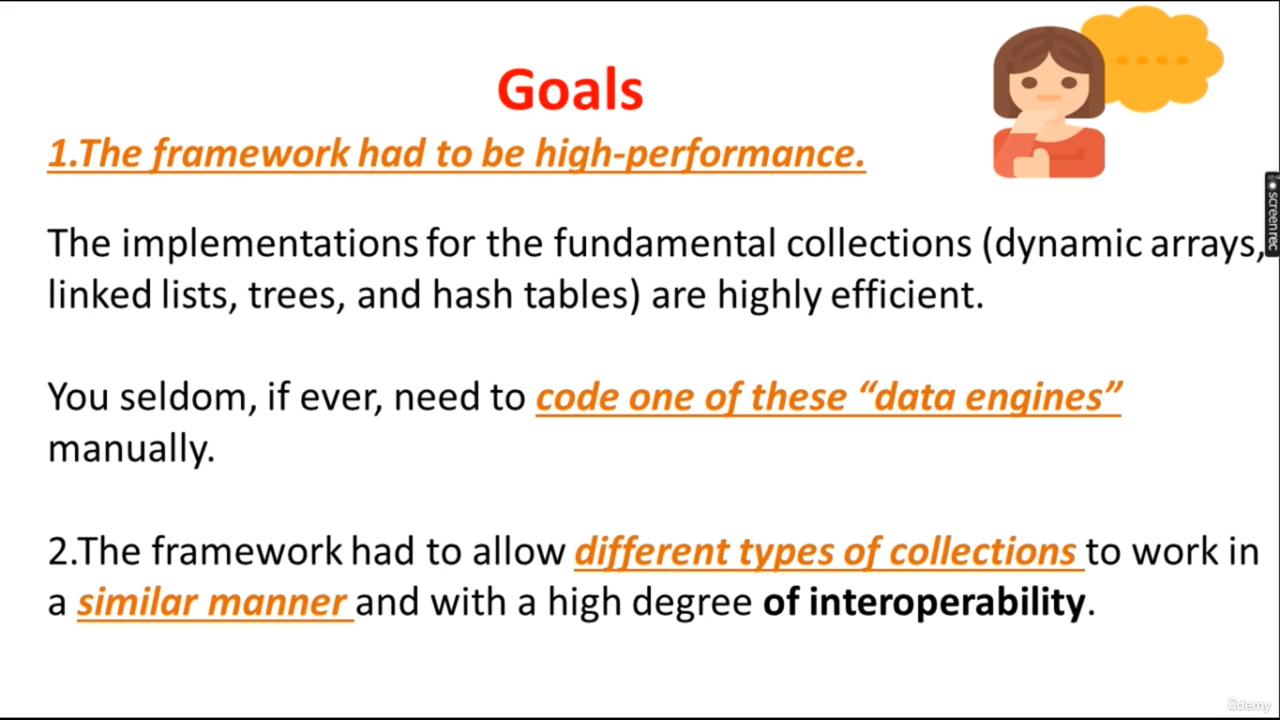 Goals
1.The framework had to be high-performance.
The implementations for the fundamental collections (dynamic arrays,
linked lists, trees, and hash tables) are highly efficient.
You seldom, if ever, need to code one of these “data engines”
manually.
2.The framework had to allow different types of collections to work in
a similar manner and with a high degree of interoperability.
screen rec
ûdemy